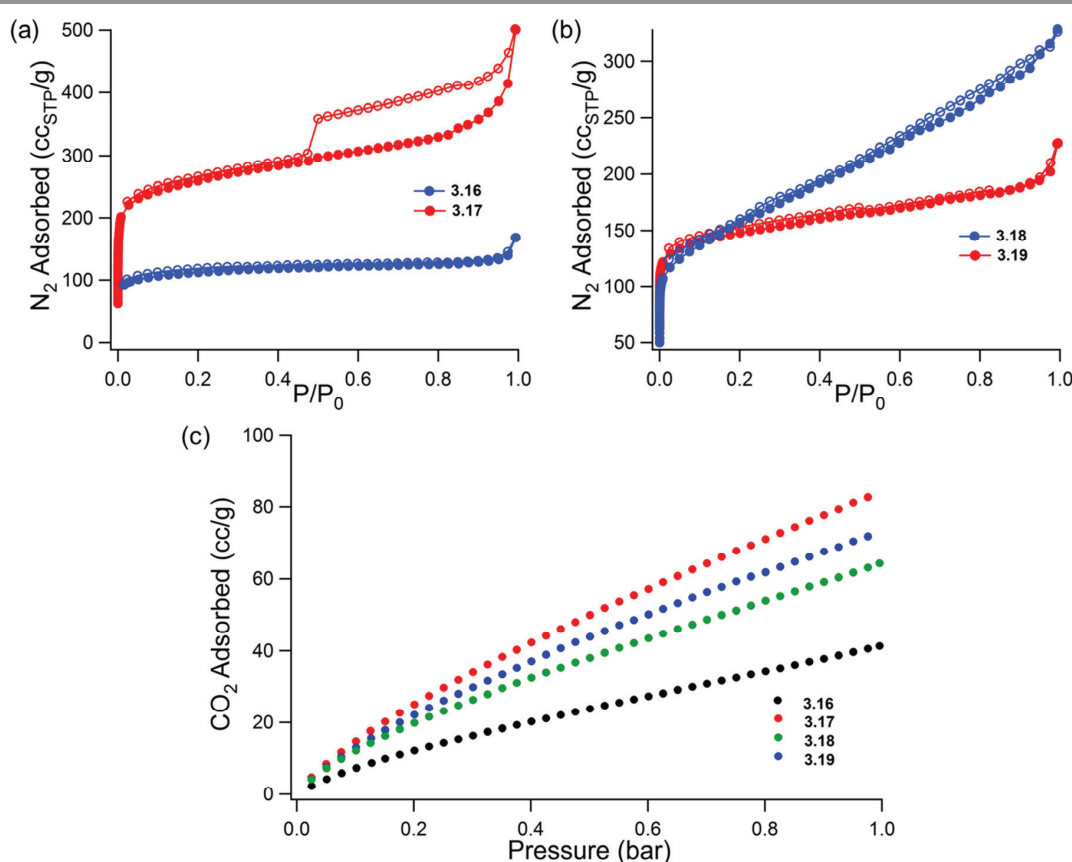 (a)
N₂ Adsorbed (cc_STP/g)
500
400
300
200
100
0
3.16
3.17
0.0 0.2 0.4 0.6 0.8 1.0
P/P₀
(b)
N₂ Adsorbed (cc_STP/g)
300
250
200
150
100
50
3.18
3.19
0.0 0.2 0.4 0.6 0.8 1.0
P/P₀
(c)
CO₂ Adsorbed (cc/g)
100
80
60
40
20
0
3.16
3.17
3.18
3.19
0.0 0.2 0.4 0.6 0.8 1.0
Pressure (bar)